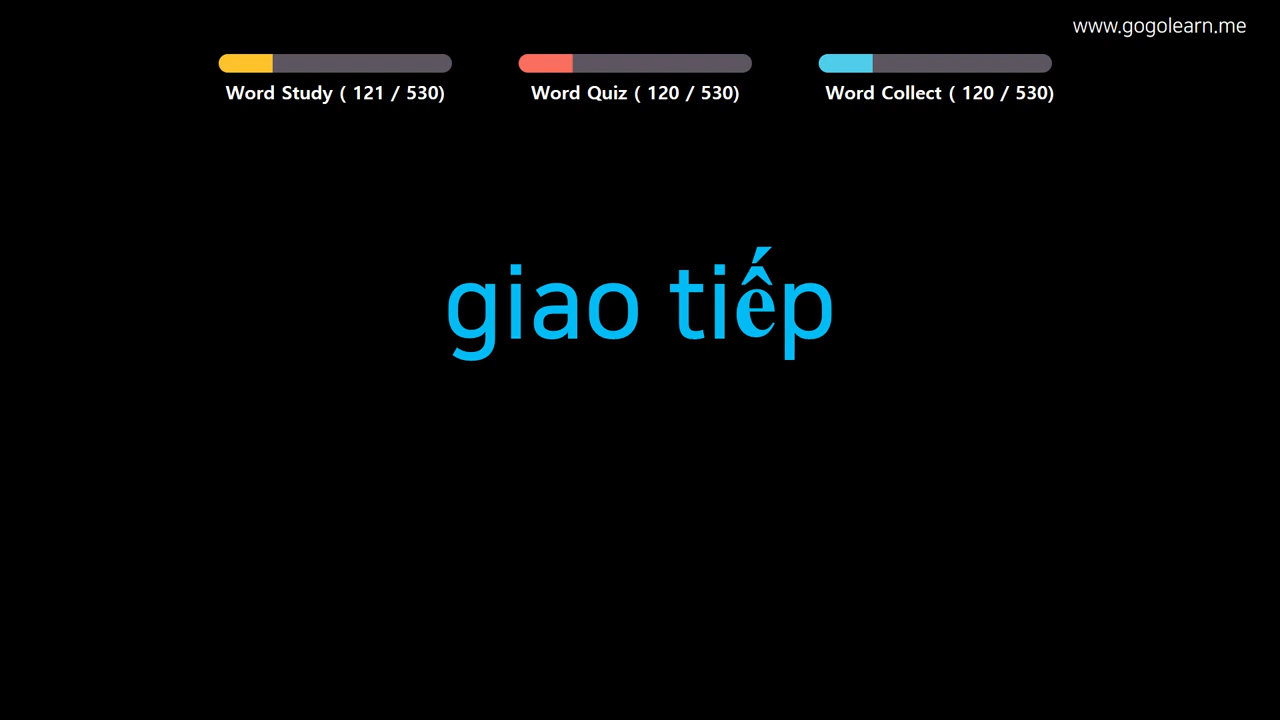 www.gogolearn.me
Word Study ( 121 / 530)
Word Quiz ( 120 / 530)
Word Collect ( 120 / 530)
giao tiếp